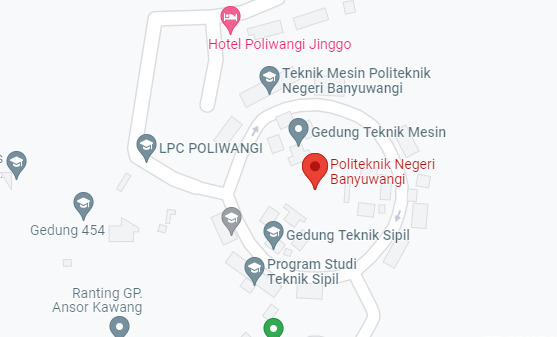 Hotel Poliwangi Jinggo
Teknik Mesin Politeknik
Negeri Banyuwangi
Gedung Teknik Mesin
LPC POLIWANGI
Politeknik Negeri
Banyuwangi
s
Gedung 454
Gedung Teknik Sipil
Program Studi
Teknik Sipil
Ranting GP.
Ansor Kawang